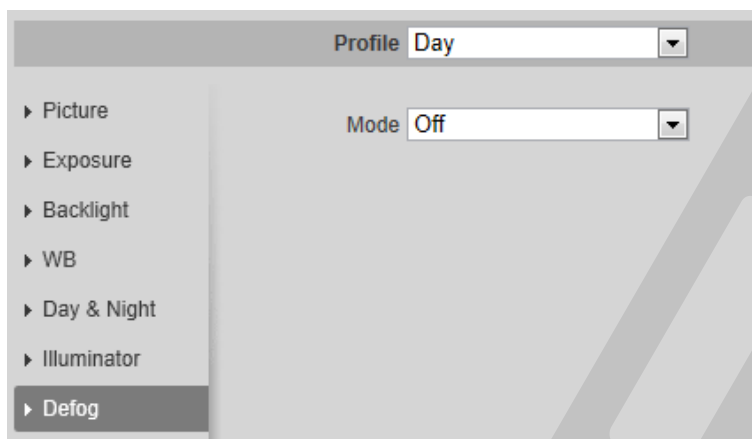 Profile Day
Picture
Mode Off
Exposure
Backlight
WB
Day & Night
Illuminator
Defog